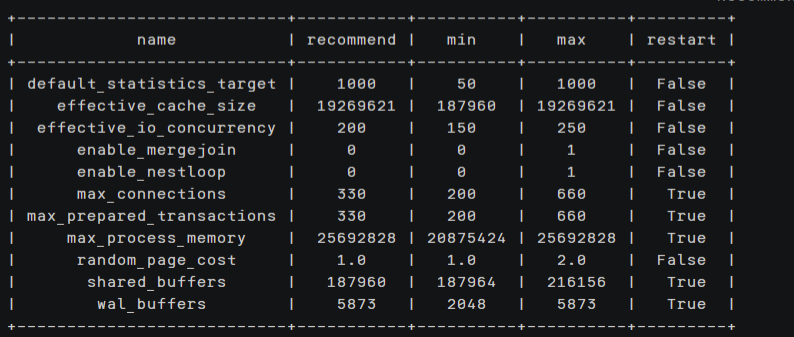 +---------------------------+-----------+----------+----------+---------+
| name | recommend | min | max | restart |
+---------------------------+-----------+----------+----------+---------+
| default_statistics_target | 1000 | 50 | 1000 | False |
| effective_cache_size | 19269621 | 187960 | 19269621 | False |
| effective_io_concurrency | 200 | 150 | 250 | False |
| enable_mergejoin | 0 | 0 | 1 | False |
| enable_nestloop | 0 | 0 | 1 | False |
| max_connections | 330 | 200 | 660 | True |
| max_prepared_transactions | 330 | 200 | 660 | True |
| max_process_memory | 25692828 | 20875424 | 25692828 | True |
| random_page_cost | 1.0 | 1.0 | 2.0 | False |
| shared_buffers | 187960 | 187964 | 216156 | True |
| wal_buffers | 5873 | 2048 | 5873 | True |
+---------------------------+-----------+----------+----------+---------+